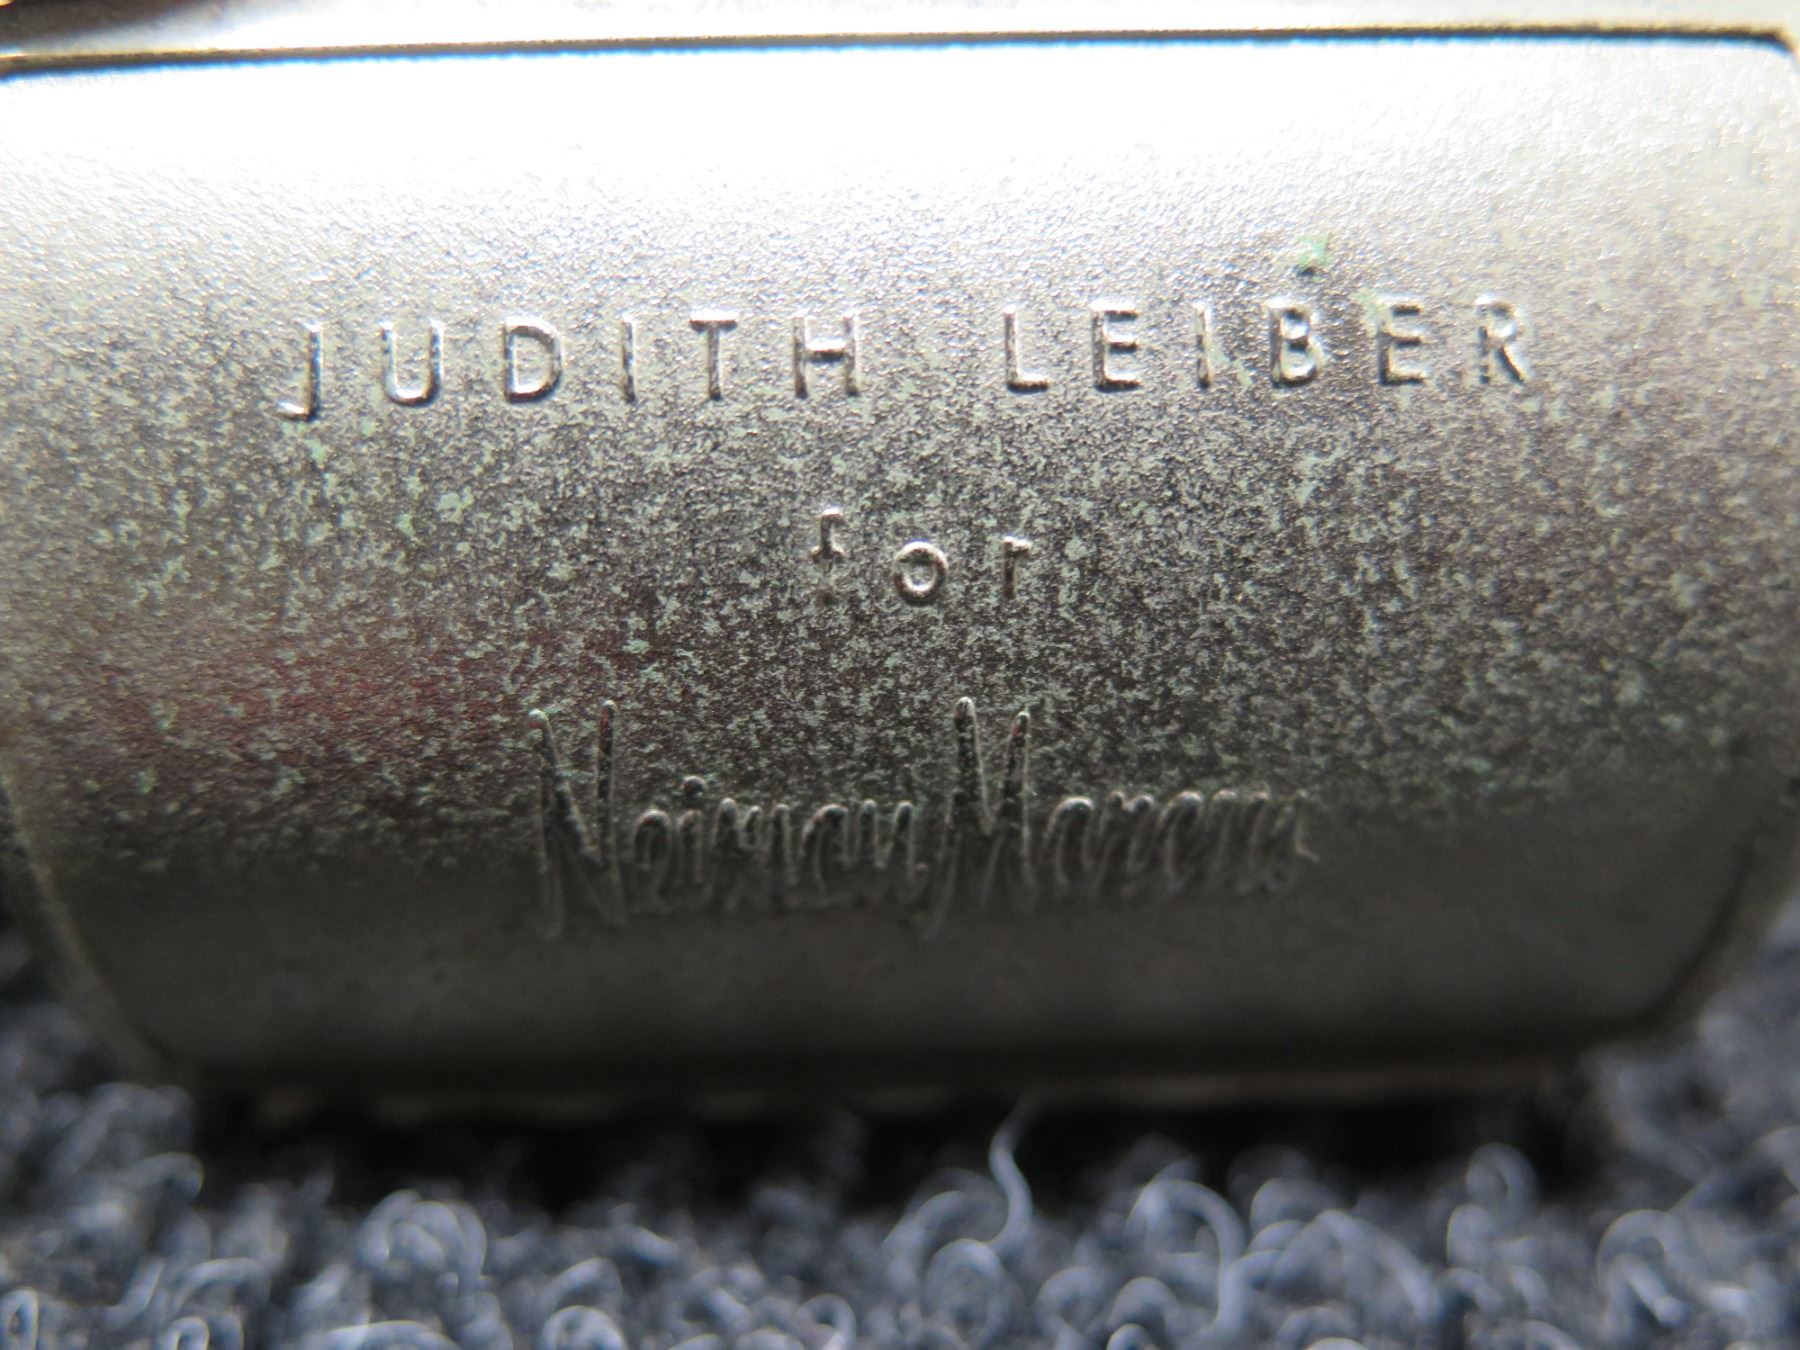 JUDITH LEIBER
for
Neiman Marcus